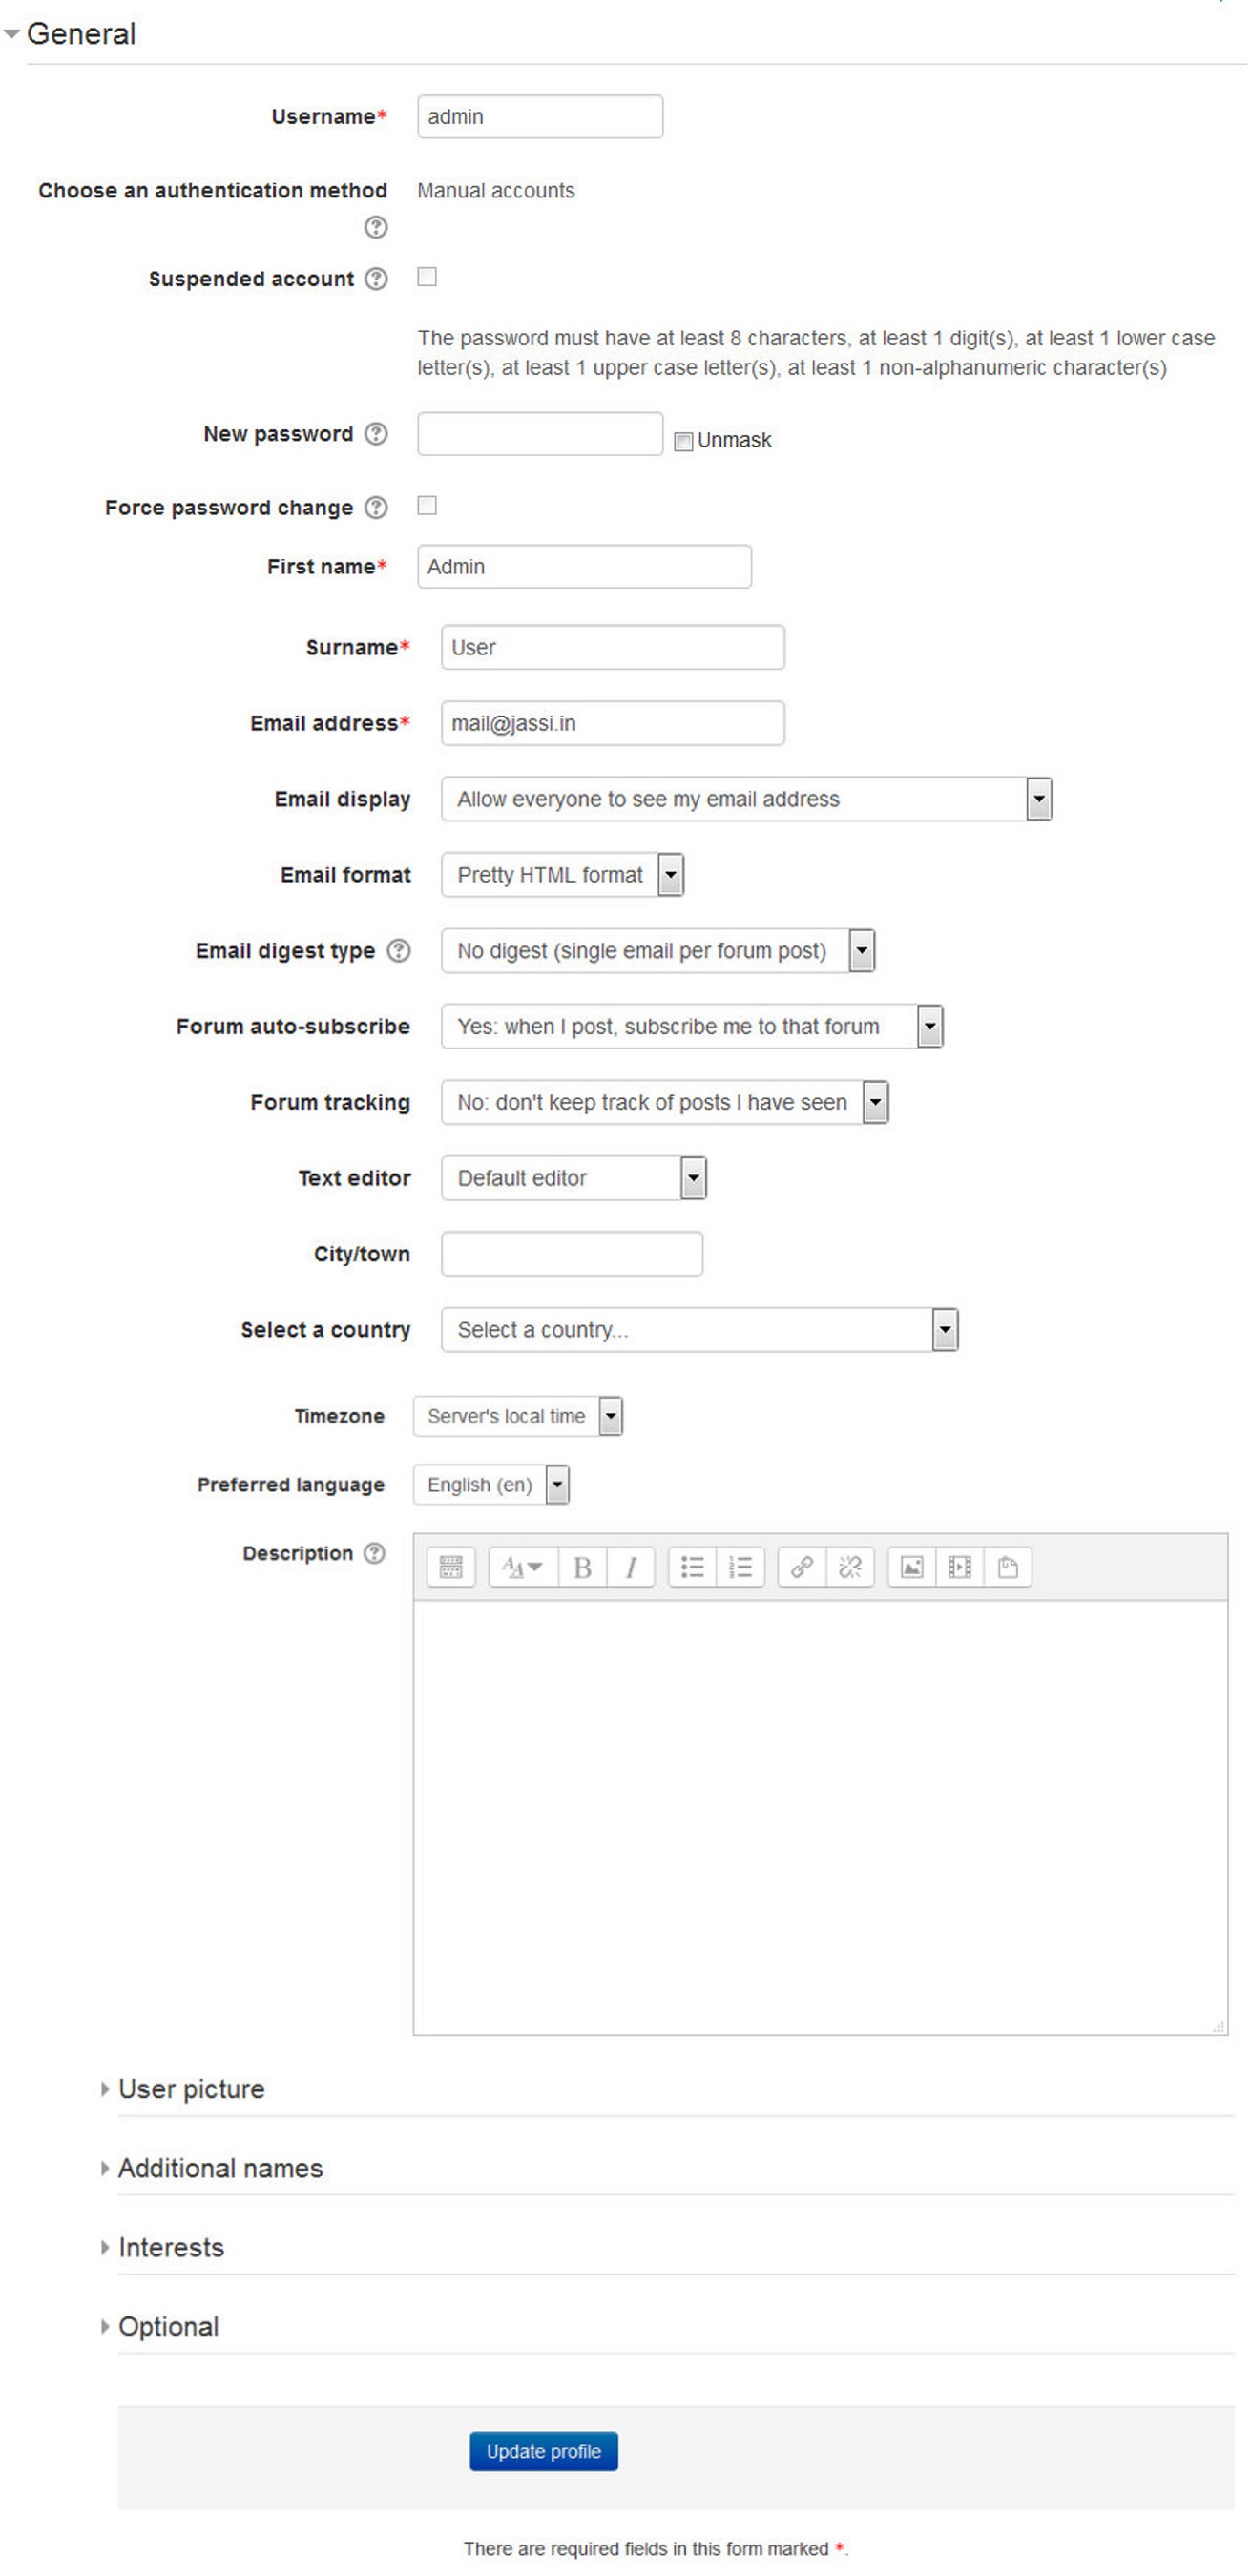 General
Username* admin
Choose an authentication method Manual accounts
Suspended account
The password must have at least 8 characters, at least 1 digit(s), at least 1 lower case
letter(s), at least 1 upper case letter(s), at least 1 non-alphanumeric character(s)
New password Unmask
Force password change
First name* Admin
Surname* User
Email address* mail@jassi.in
Email display Allow everyone to see my email address
Email format Pretty HTML format
Email digest type No digest (single email per forum post)
Forum auto-subscribe Yes: when I post, subscribe me to that forum
Forum tracking No: don't keep track of posts I have seen
Text editor Default editor
City/town
Select a country Select a country...
Timezone Server's local time
Preferred language English (en)
Description
User picture
Additional names
Interests
Optional
Update profile
There are required fields in this form marked *.